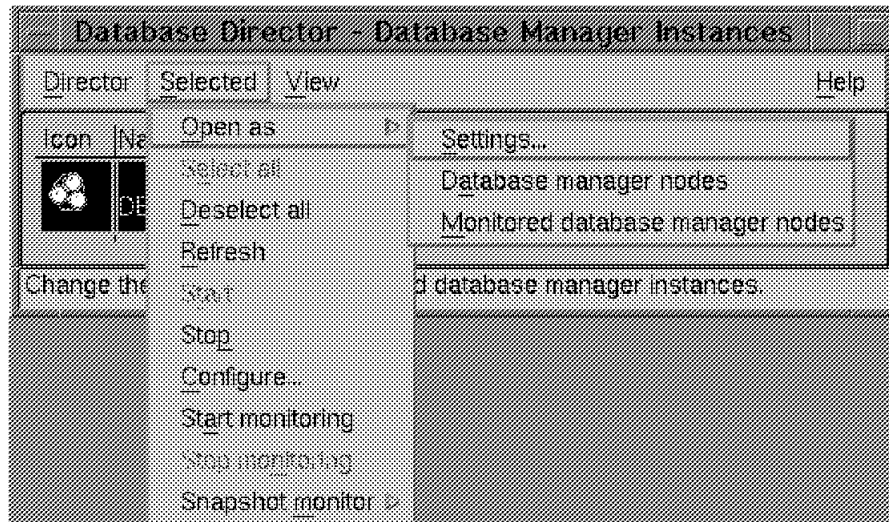 Database Director - Database Manager Instances
Director Selected View Help
Icon Na
DB
Open as
Select all
Deselect all
Refresh
Start
Stop
Configure...
Start monitoring
Stop monitoring
Snapshot monitor
Settings...
Database manager nodes
Monitored database manager nodes
Change the d database manager instances.